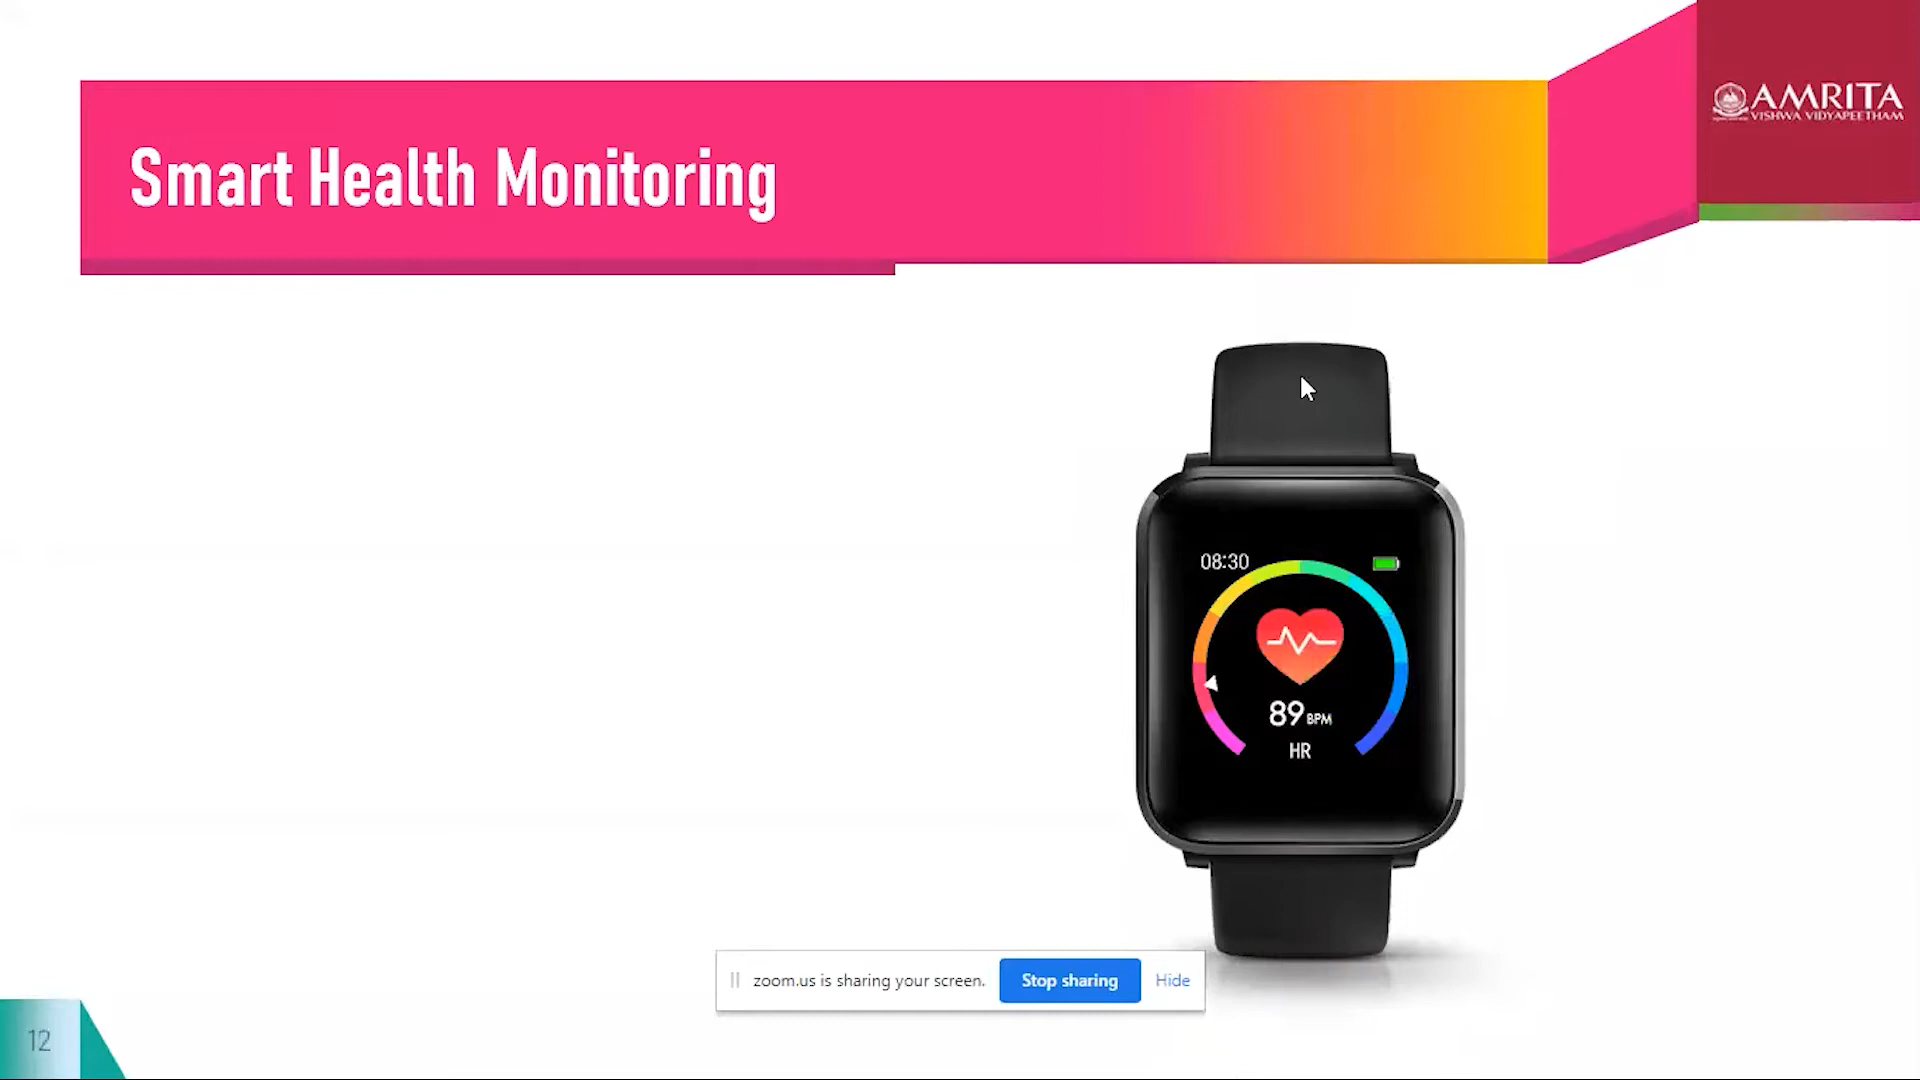 Smart Health Monitoring
AMRITA
VISHWA VIDYAPEETHAM
08:30
89 BPM
HR
zoom.us is sharing your screen. Stop sharing Hide
12